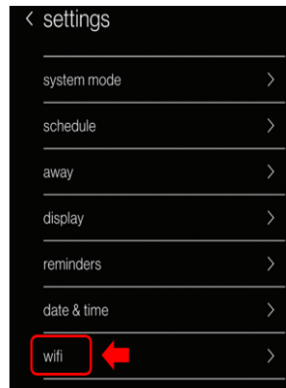 settings
system mode
schedule
away
display
reminders
date & time
wifi